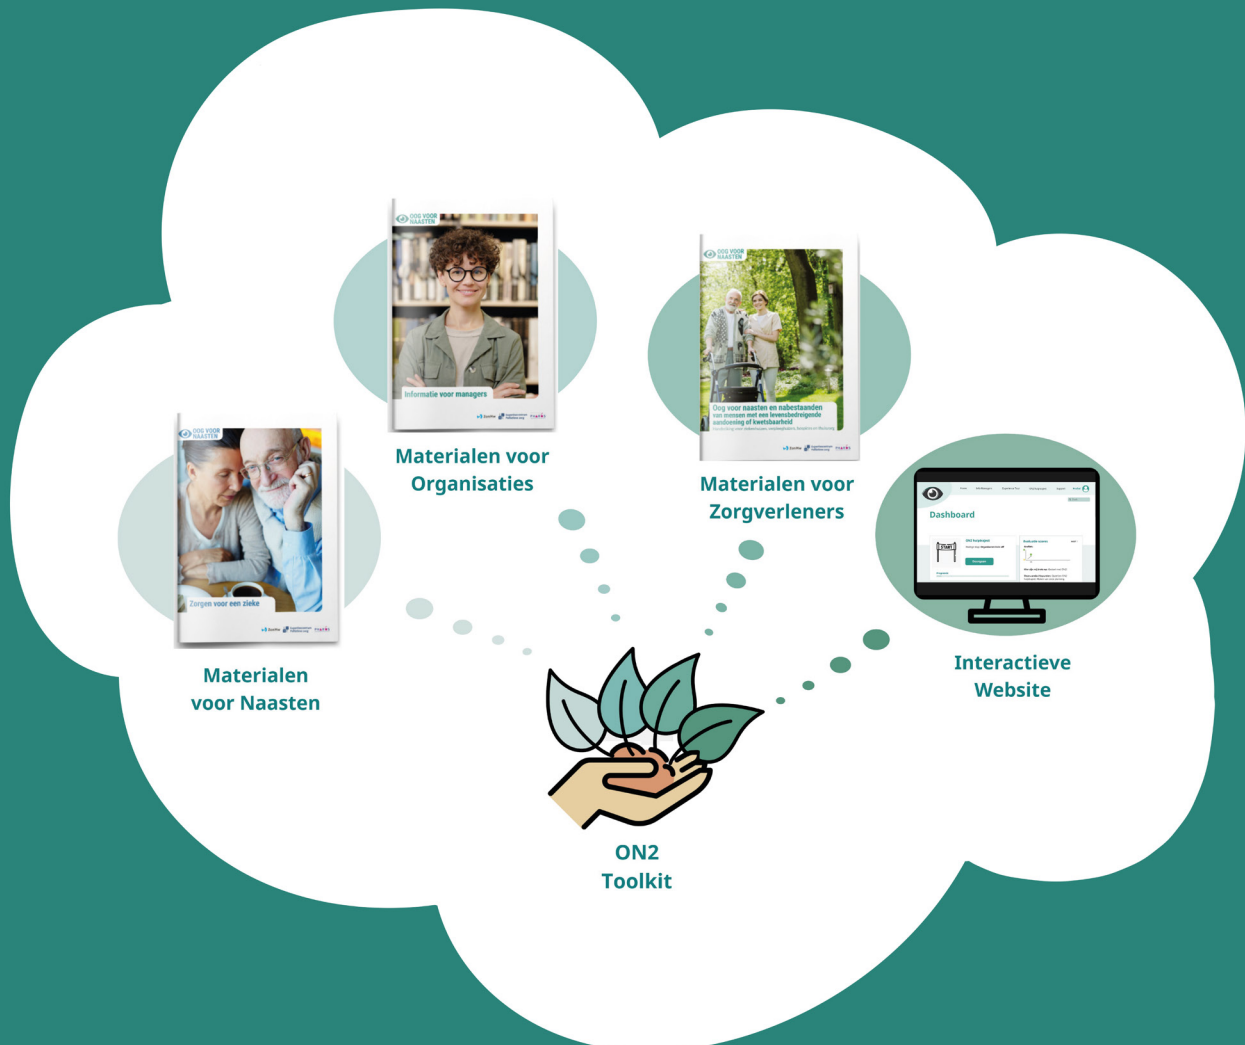 OOG VOOR
NAASTEN
Informatie voor managers
Materialen voor
Organisaties
OOG VOOR
NAASTEN
Oog voor naasten en nabestaanden
van mensen met een levensbedreigende
aandoening of kwetsbaarheid
Materialen voor
Zorgverleners
OOG VOOR
NAASTEN
Zorgen voor een zieke
Materialen
voor Naasten
Dashboard
START
Interactieve
Website
ON2
Toolkit